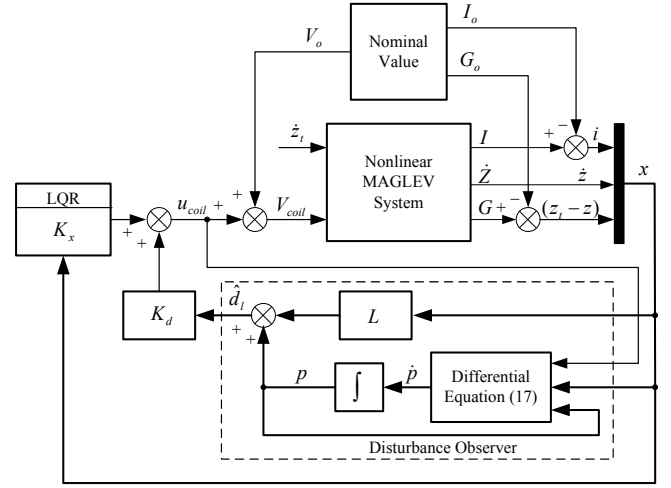 V_o
Nominal
Value
I_o
G_o
ż_t
Nonlinear
MAGLEV
System
I
+ −
i̇
x
Ż
ż
G + −
(z_t − z)
LQR
K_x
+
+
u_coil
+
+
V_coil
K_d
d̂_l
+
+
L
p
∫
ṗ
Differential
Equation (17)
Disturbance Observer